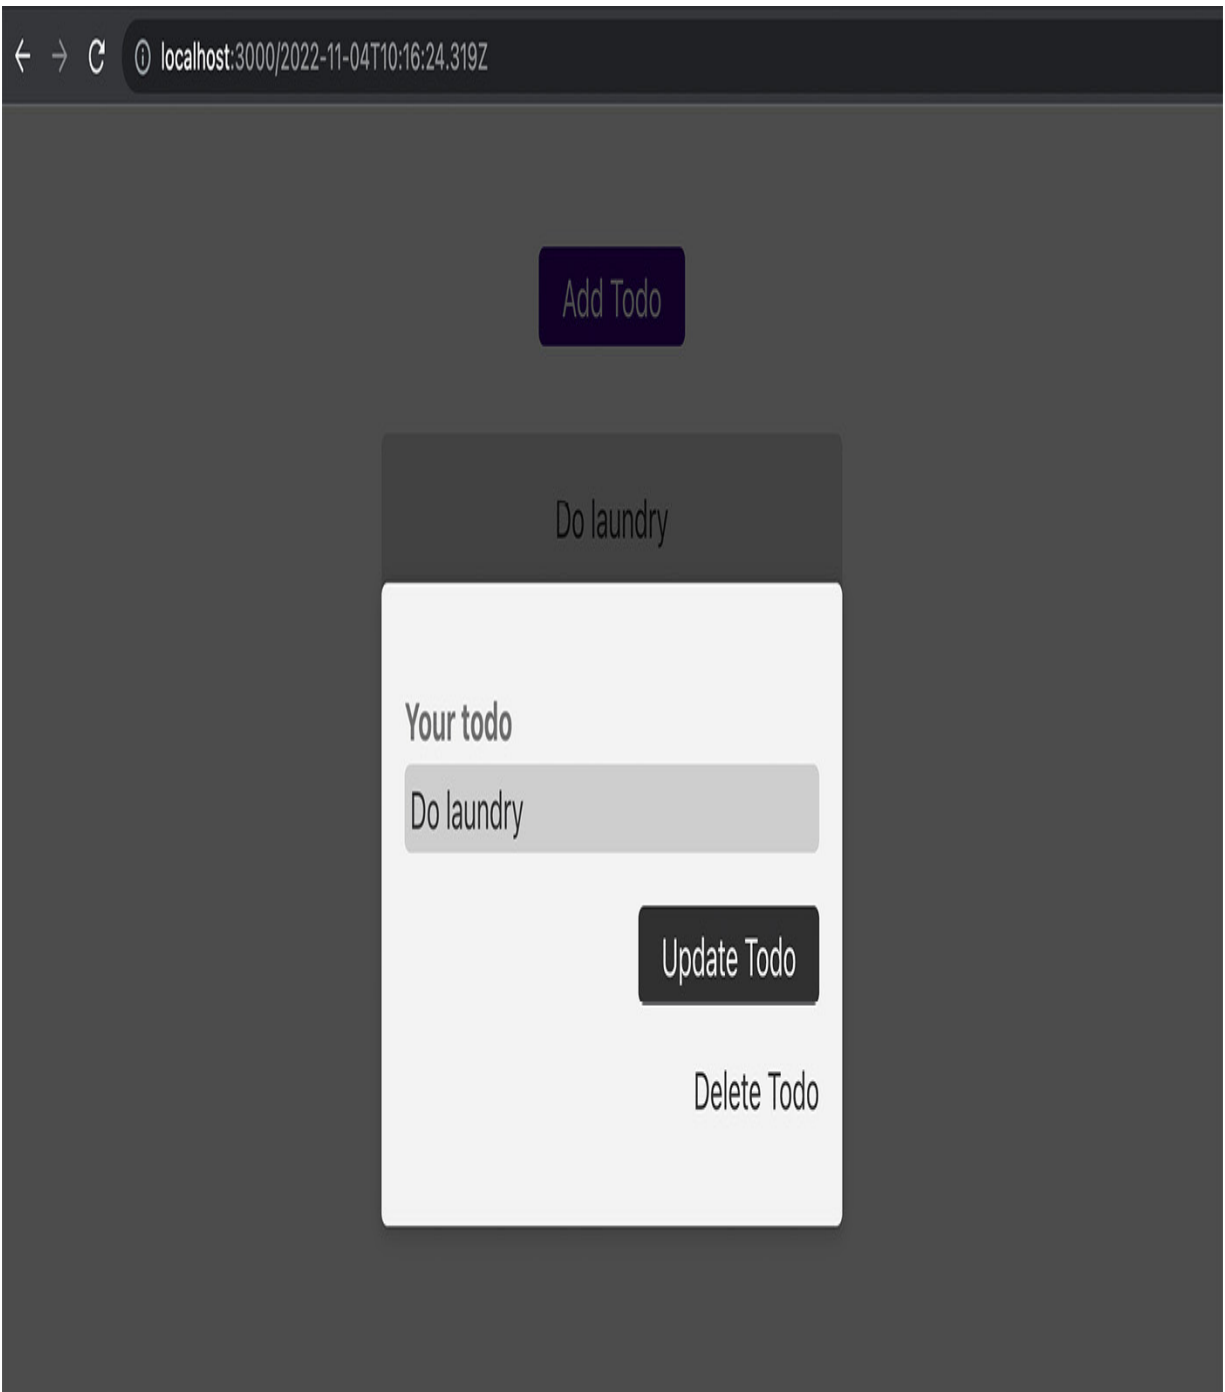 localhost:3000/2022-11-04T10:16:24.319Z
Add Todo
Do laundry
Your todo
Do laundry
Update Todo
Delete Todo